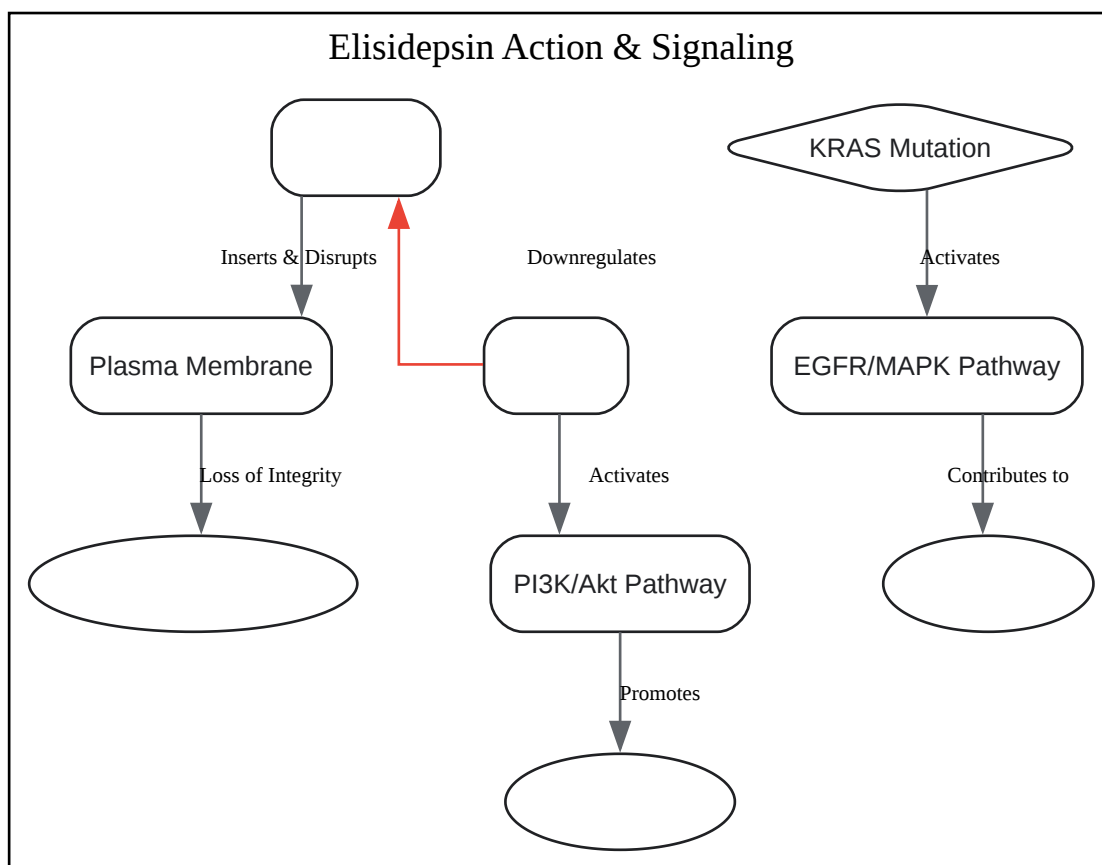 Elisidepsin Action & Signaling
KRAS Mutation
Inserts & Disrupts
Downregulates
Activates
Plasma Membrane
EGFR/MAPK Pathway
Loss of Integrity
Activates
Contributes to
PI3K/Akt Pathway
Promotes